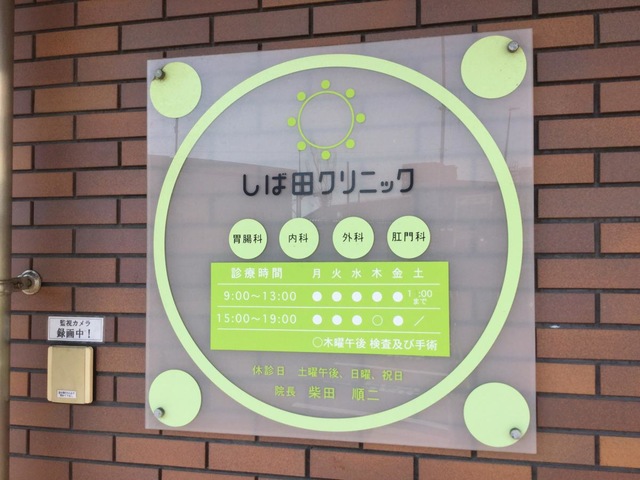 しば田クリニック
胃腸科 内科 外科 肛門科
診療時間 月 火 水 木 金 土
9:00〜13:00 ● ● ● ● ● 1 :00まで
15:00〜19:00 ● ● ● ○ ● ／
○木曜午後 検査及び手術
休診日 土曜午後、日曜、祝日
院長 柴田 順二
監視カメラ
録画中！